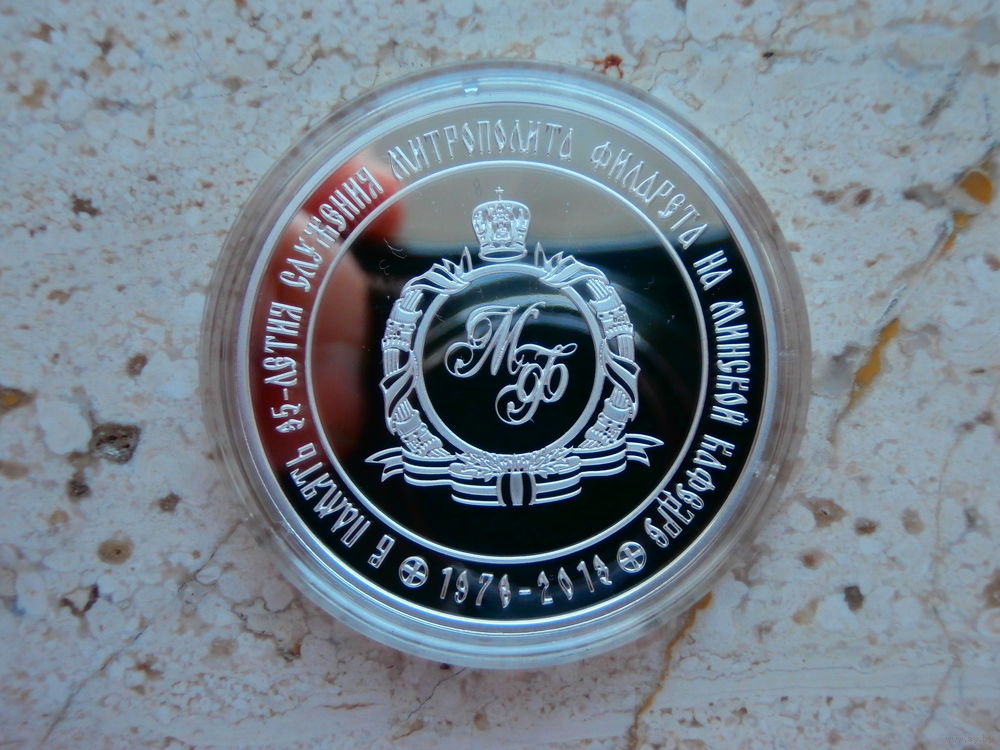 В ПАМЯТЬ 35-ЛЕТИЯ СЛУЖЕНИЯ МИТРОПОЛИТА ФИЛАРЕТА НА МИНСКОЙ КАФЕДРЕ
1978-2013
МФ